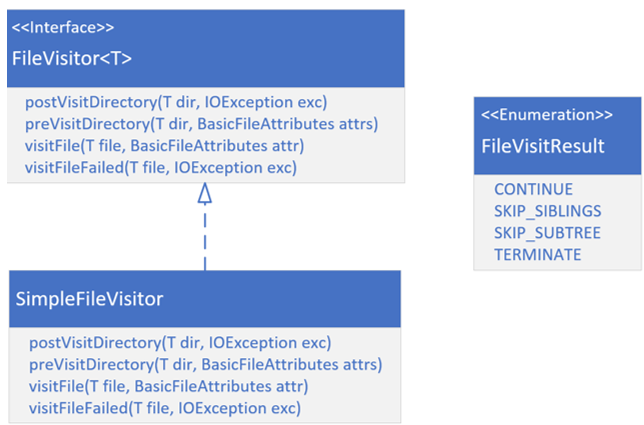 <<Interface>>
FileVisitor<T>
postVisitDirectory(T dir, IOException exc)
preVisitDirectory(T dir, BasicFileAttributes attrs)
visitFile(T file, BasicFileAttributes attr)
visitFileFailed(T file, IOException exc)
<<Enumeration>>
FileVisitResult
CONTINUE
SKIP_SIBLINGS
SKIP_SUBTREE
TERMINATE
SimpleFileVisitor
postVisitDirectory(T dir, IOException exc)
preVisitDirectory(T dir, BasicFileAttributes attrs)
visitFile(T file, BasicFileAttributes attr)
visitFileFailed(T file, IOException exc)